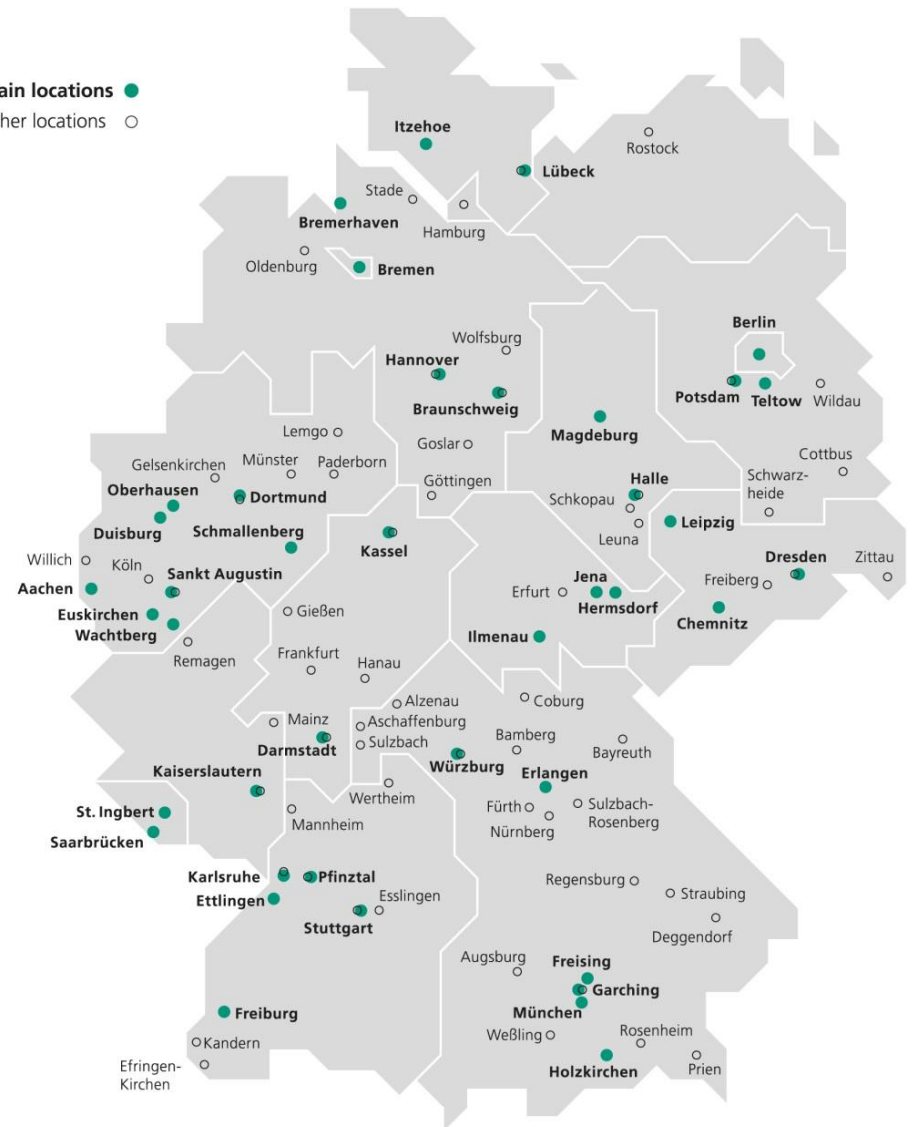 ain locations
her locations
Itzehoe
Rostock
Lübeck
Stade
Bremerhaven
Hamburg
Oldenburg
Bremen
Berlin
Wolfsburg
Hannover
Potsdam
Teltow
Wildau
Braunschweig
Magdeburg
Lemgo
Goslar
Gelsenkirchen
Münster
Paderborn
Cottbus
Göttingen
Halle
Schwarz-
heide
Oberhausen
Dortmund
Schkopau
Duisburg
Schmallenberg
Leipzig
Leuna
Kassel
Willich
Köln
Dresden
Zittau
Aachen
Sankt Augustin
Erfurt
Jena
Freiberg
Hermsdorf
Euskirchen
Gießen
Chemnitz
Wachtberg
Ilmenau
Remagen
Frankfurt
Hanau
Alzenau
Coburg
Mainz
Aschaffenburg
Darmstadt
Sulzbach
Bamberg
Bayreuth
Würzburg
Kaiserslautern
Erlangen
Wertheim
St. Ingbert
Mannheim
Fürth
Sulzbach-
Rosenberg
Nürnberg
Saarbrücken
Karlsruhe
Pfinztal
Regensburg
Straubing
Ettlingen
Esslingen
Stuttgart
Deggendorf
Augsburg
Freising
Garching
Freiburg
München
Kandern
Weßling
Rosenheim
Efringen-
Kirchen
Holzkirchen
Prien